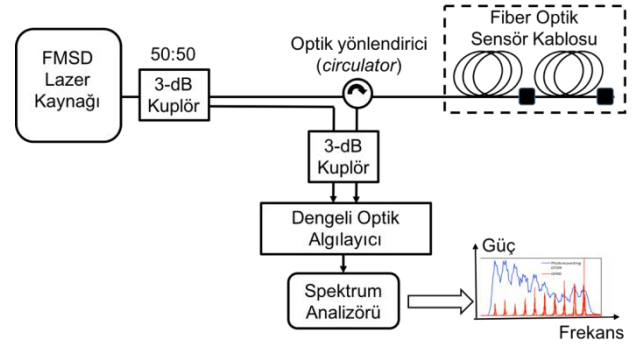 FMSD
Lazer
Kaynağı
50:50
3-dB
Kuplör
Optik yönlendirici
(circulator)
Fiber Optik
Sensör Kablosu
3-dB
Kuplör
Dengeli Optik
Algılayıcı
Spektrum
Analizörü
Güç
Frekans